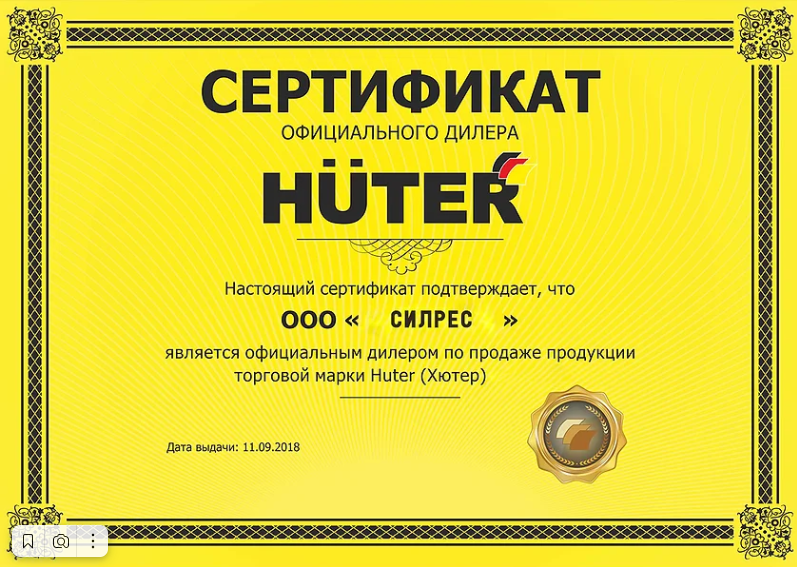 СЕРТИФИКАТ
ОФИЦИАЛЬНОГО ДИЛЕРА
HÜTER
Настоящий сертификат подтверждает, что
ООО « СИЛРЕС »
является официальным дилером по продаже продукции
торговой марки Huter (Хютер)
Дата выдачи: 11.09.2018